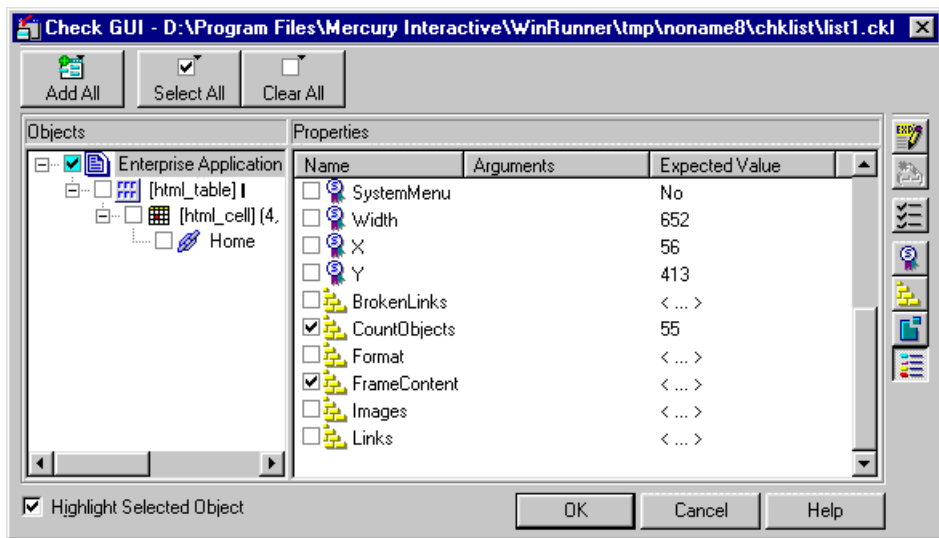 Check GUI - D:\Program Files\Mercury Interactive\WinRunner\tmp\noname8\chklist\list1.ckl
Add All Select All Clear All
Objects Properties
Enterprise Application
[html_table] I
[html_cell] (4,
Home
Name Arguments Expected Value
SystemMenu No
Width 652
X 56
Y 413
BrokenLinks < ... >
CountObjects 55
Format < ... >
FrameContent < ... >
Images < ... >
Links < ... >
Highlight Selected Object OK Cancel Help